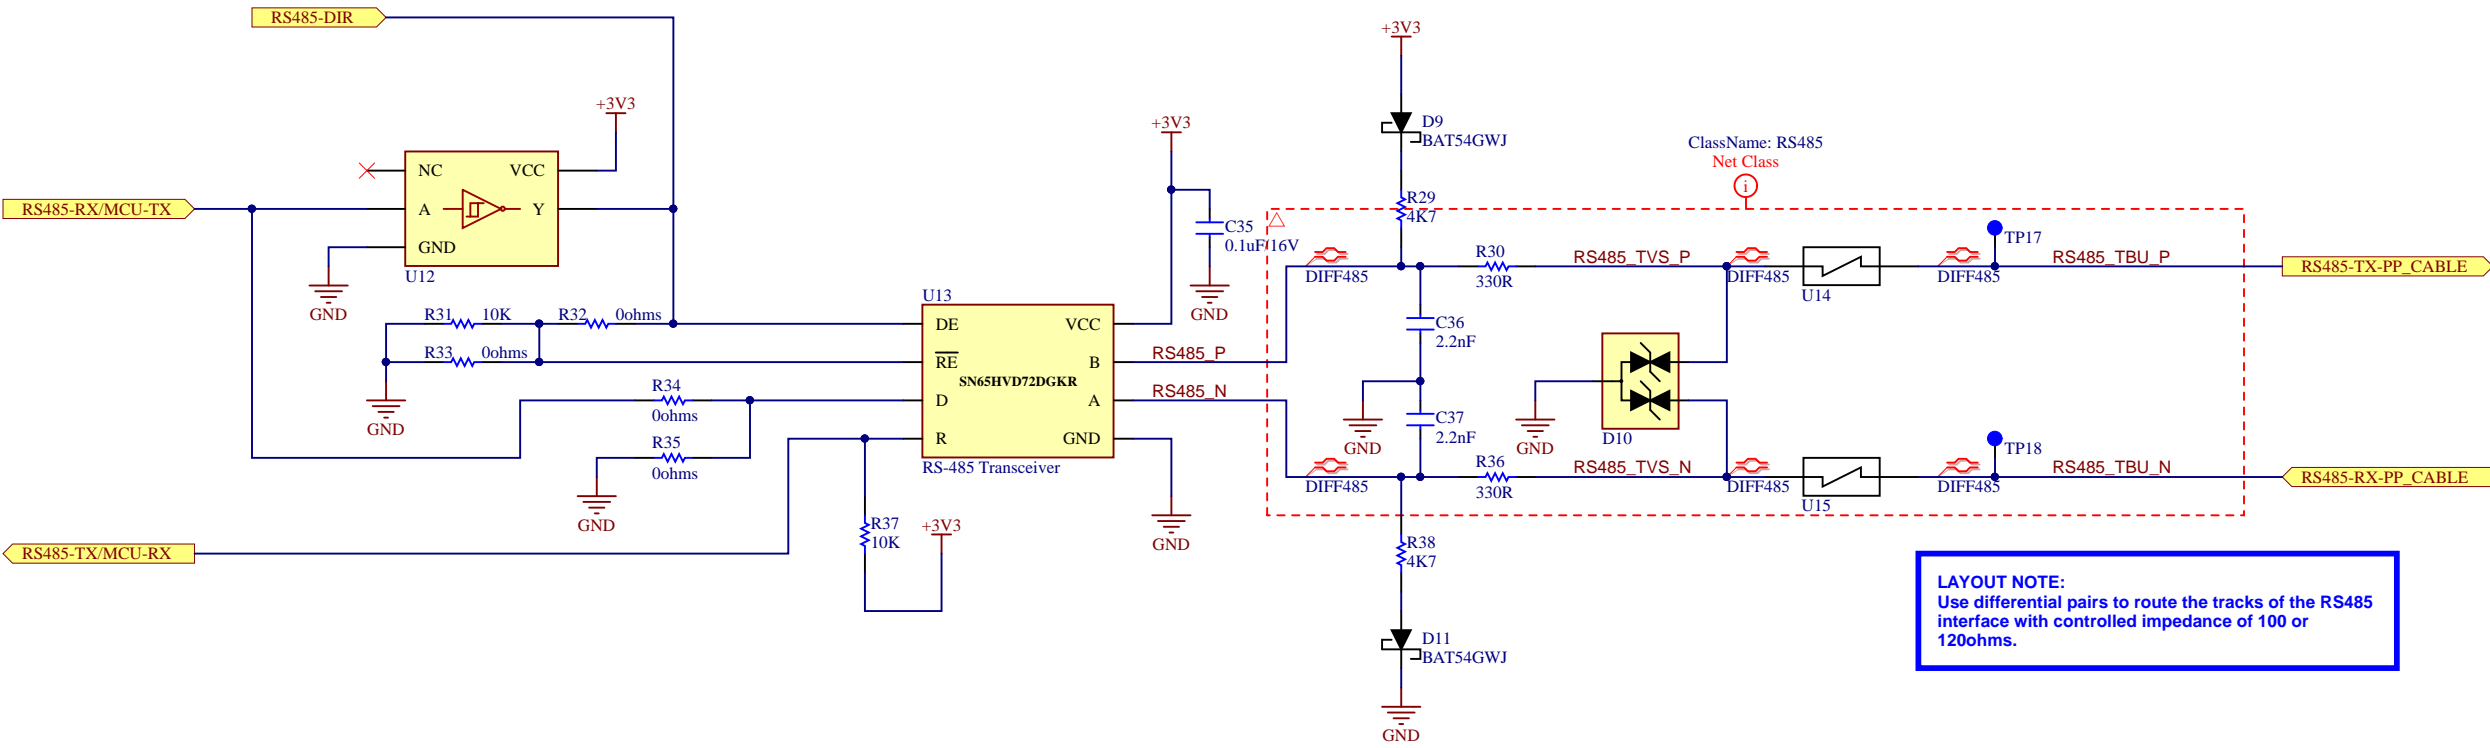 RS485-DIR
+3V3
NC
VCC
RS485-RX/MCU-TX
A
Y
GND
U12
GND
R31
10K
R32
0ohms
R33
0ohms
GND
R34
0ohms
R35
0ohms
GND
RS485-TX/MCU-RX
R37
10K
+3V3
U13
DE
VCC
RE
B
SN65HVD72DGKR
D
A
R
GND
RS-485 Transceiver
+3V3
C35
0.1uF/16V
GND
RS485_P
RS485_N
GND
+3V3
D9
BAT54GWJ
R29
4K7
DIFF485
R30
330R
RS485_TVS_P
DIFF485
U14
DIFF485
TP17
RS485_TBU_P
RS485-TX-PP_CABLE
ClassName: RS485
Net Class
i
C36
2.2nF
GND
C37
2.2nF
GND
D10
DIFF485
R36
330R
RS485_TVS_N
DIFF485
U15
DIFF485
TP18
RS485_TBU_N
RS485-RX-PP_CABLE
R38
4K7
D11
BAT54GWJ
GND
LAYOUT NOTE:
Use differential pairs to route the tracks of the RS485
interface with controlled impedance of 100 or
120ohms.